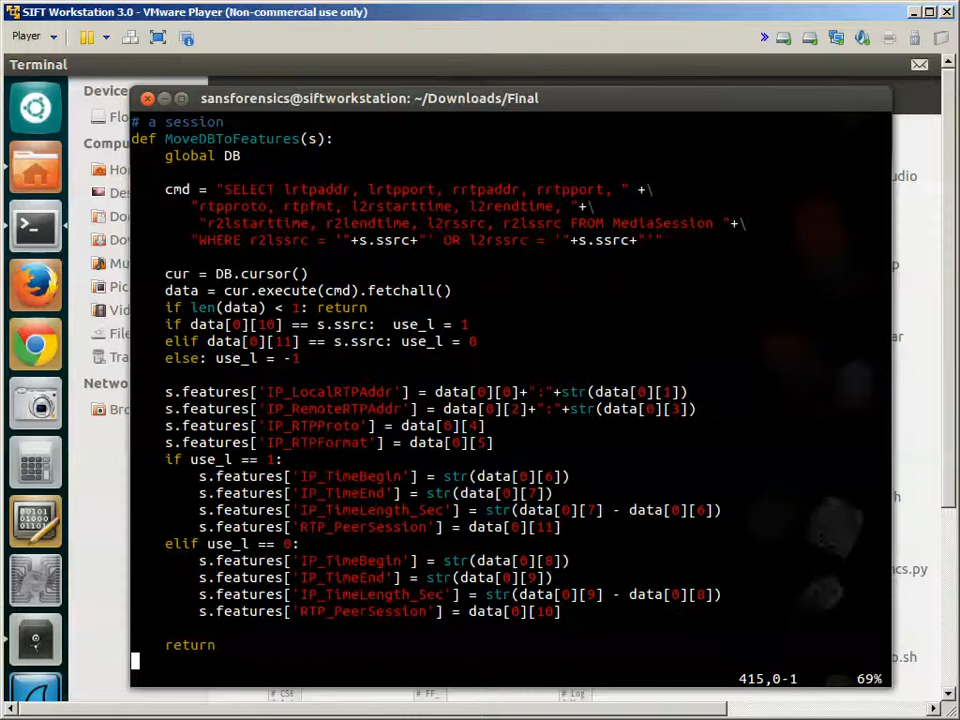 SIFT Workstation 3.0 - VMware Player (Non-commercial use only)
Player
Terminal
Device
Flo
Compu
Ho
De
Do
Do
Mu
Pic
Vid
File
Tra
Netwo
Bro
sansforensics@siftworkstation: ~/Downloads/Final
# a session
def MoveDBToFeatures(s):
    global DB

    cmd = "SELECT lrtpaddr, lrtpport, rrtpaddr, rrtpport, " +\
       "rtpproto, rtpfmt, l2rstarttime, l2rendtime, "+\
        "r2lstarttime, r2lendtime, l2rssrc, r2lssrc FROM MediaSession "+\
       "WHERE r2lssrc = '"+s.ssrc+"' OR l2rssrc = '"+s.ssrc+"'"

    cur = DB.cursor()
    data = cur.execute(cmd).fetchall()
    if len(data) < 1: return
    if data[0][10] == s.ssrc:  use_l = 1
    elif data[0][11] == s.ssrc: use_l = 0
    else: use_l = -1

    s.features['IP_LocalRTPAddr'] = data[0][0]+":"+str(data[0][1])
    s.features['IP_RemoteRTPAddr'] = data[0][2]+":"+str(data[0][3])
    s.features['IP_RTPProto'] = data[0][4]
    s.features['IP_RTPFormat'] = data[0][5]
    if use_l == 1:
        s.features['IP_TimeBegin'] = str(data[0][6])
        s.features['IP_TimeEnd'] = str(data[0][7])
        s.features['IP_TimeLength_Sec'] = str(data[0][7] - data[0][6])
        s.features['RTP_PeerSession'] = data[0][11]
    elif use_l == 0:
        s.features['IP_TimeBegin'] = str(data[0][8])
        s.features['IP_TimeEnd'] = str(data[0][9])
        s.features['IP_TimeLength_Sec'] = str(data[0][9] - data[0][8])
        s.features['RTP_PeerSession'] = data[0][10]

    return
415,0-1 69%
udio
p
ar
h
ncs.py
o.sh
# C56
# FF_
# Log